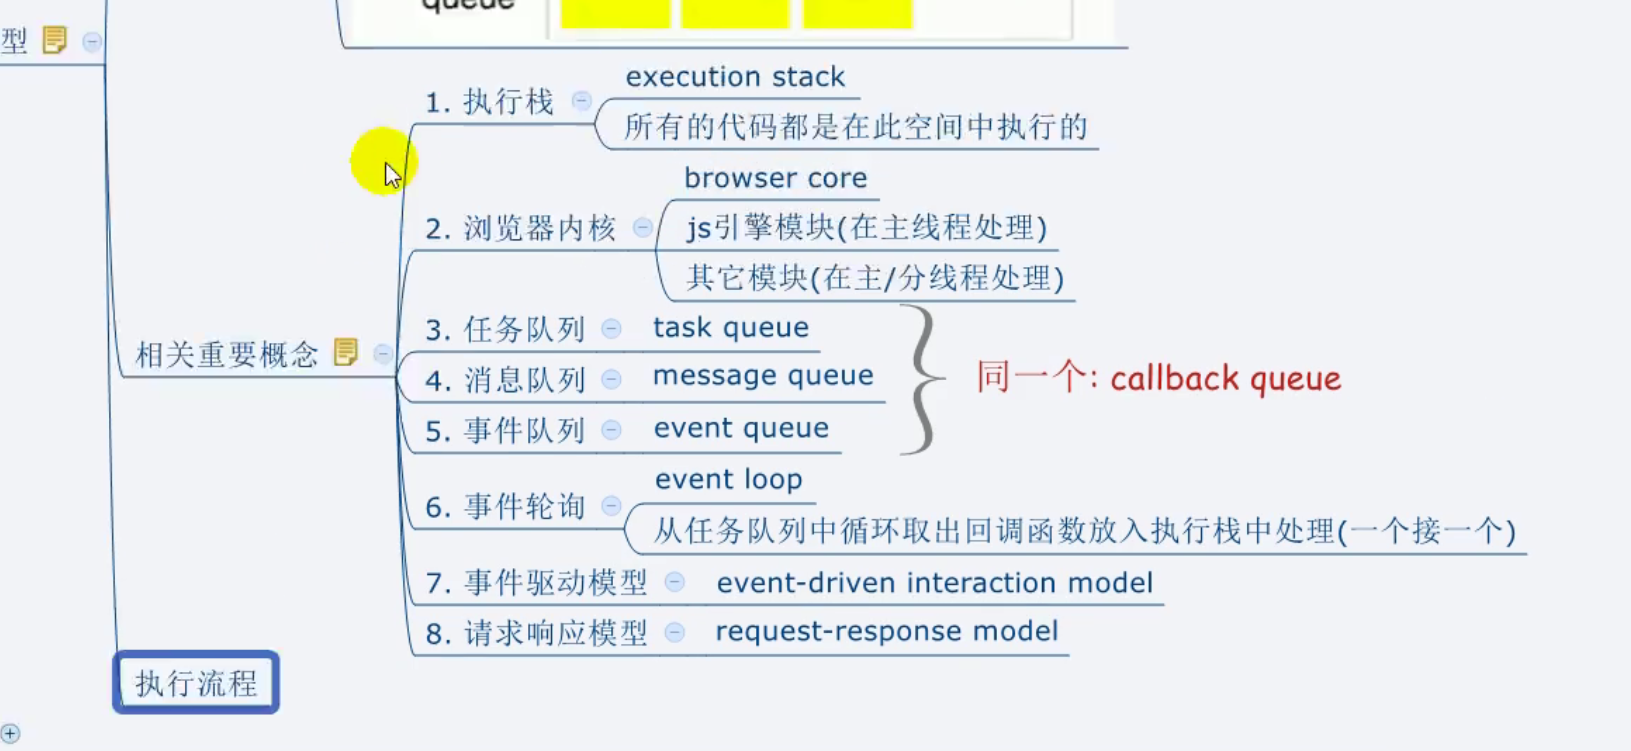 queue
型
1. 执行栈
execution stack
所有的代码都是在此空间中执行的
2. 浏览器内核
browser core
js引擎模块(在主线程处理)
其它模块(在主/分线程处理)
相关重要概念
3. 任务队列 task queue
4. 消息队列 message queue
5. 事件队列 event queue
同一个: callback queue
6. 事件轮询
event loop
从任务队列中循环取出回调函数放入执行栈中处理(一个接一个)
7. 事件驱动模型 event-driven interaction model
8. 请求响应模型 request-response model
执行流程